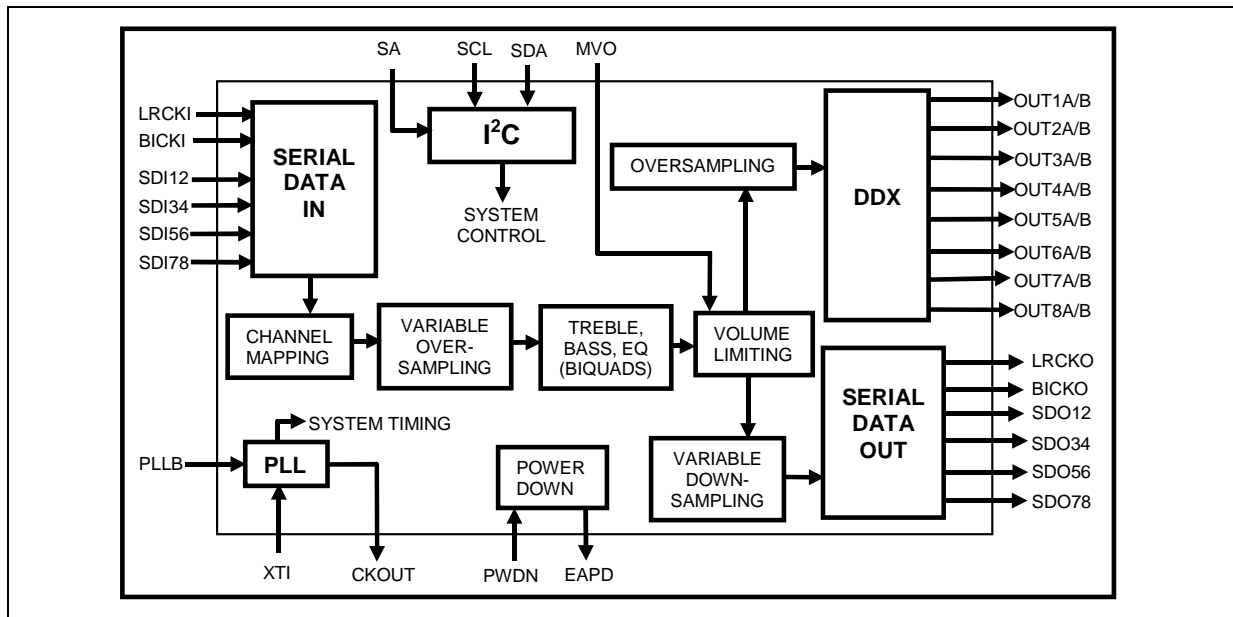 SA
SCL
SDA
MVO
LRCKI
BICKI
SDI12
SDI34
SDI56
SDI78
SERIAL
DATA
IN
I²C
SYSTEM
CONTROL
OVERSAMPLING
DDX
OUT1A/B
OUT2A/B
OUT3A/B
OUT4A/B
OUT5A/B
OUT6A/B
OUT7A/B
OUT8A/B
CHANNEL
MAPPING
VARIABLE
OVER-
SAMPLING
TREBLE,
BASS, EQ
(BIQUADS)
VOLUME
LIMITING
SERIAL
DATA
OUT
LRCKO
BICKO
SDO12
SDO34
SDO56
SDO78
SYSTEM TIMING
PLLB
PLL
POWER
DOWN
VARIABLE
DOWN-
SAMPLING
XTI
CKOUT
PWDN
EAPD